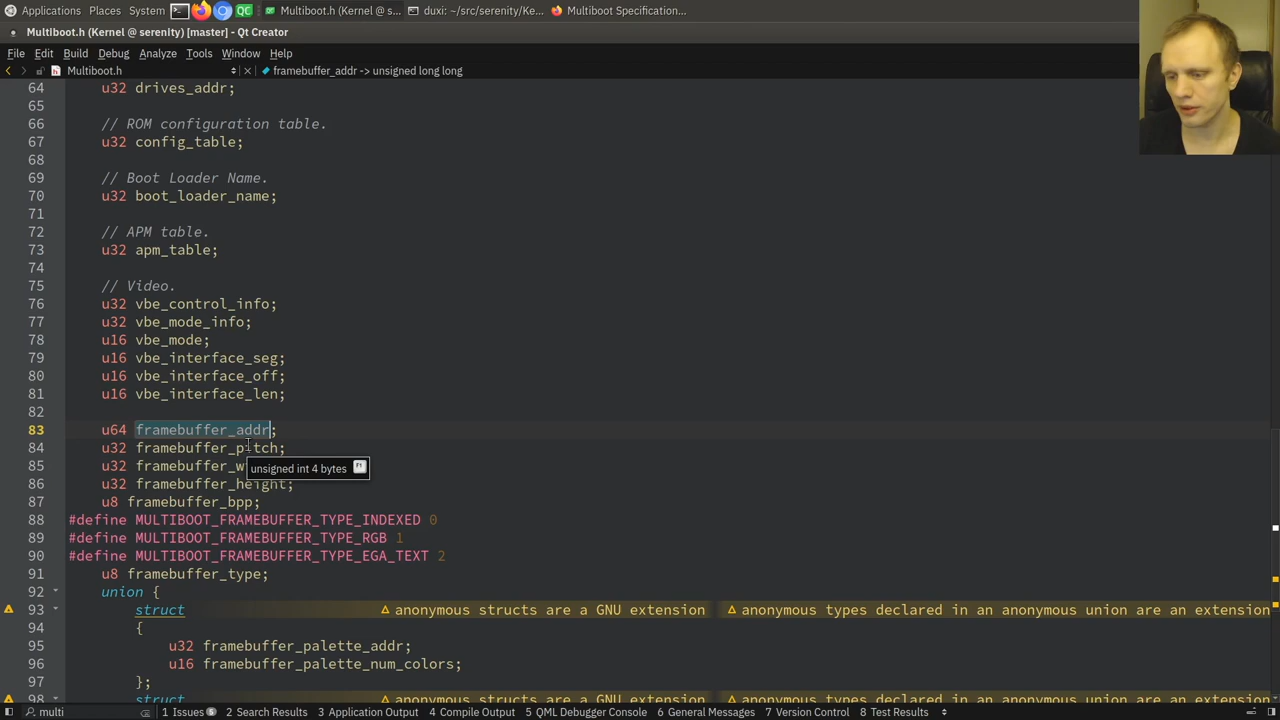 Applications Places System QC Multiboot.h (Kernel @ s... duxi: ~/src/serenity/Ke... Multiboot Specification...
Multiboot.h (Kernel @ serenity) [master] - Qt Creator
File Edit Build Debug Analyze Tools Window Help
Multiboot.h framebuffer_addr -> unsigned long long
64 u32 drives_addr;
65
66 // ROM configuration table.
67 u32 config_table;
68
69 // Boot Loader Name.
70 u32 boot_loader_name;
71
72 // APM table.
73 u32 apm_table;
74
75 // Video.
76 u32 vbe_control_info;
77 u32 vbe_mode_info;
78 u16 vbe_mode;
79 u16 vbe_interface_seg;
80 u16 vbe_interface_off;
81 u16 vbe_interface_len;
82
83 u64 framebuffer_addr;
84 u32 framebuffer_pitch;
85 u32 framebuffer_w unsigned int 4 bytes F1
86 u32 framebuffer_height;
87 u8 framebuffer_bpp;
88 #define MULTIBOOT_FRAMEBUFFER_TYPE_INDEXED 0
89 #define MULTIBOOT_FRAMEBUFFER_TYPE_RGB 1
90 #define MULTIBOOT_FRAMEBUFFER_TYPE_EGA_TEXT 2
91 u8 framebuffer_type;
92 union {
93 struct anonymous structs are a GNU extension anonymous types declared in an anonymous union are an extension
94 {
95 u32 framebuffer_palette_addr;
96 u16 framebuffer_palette_num_colors;
97 };
98 struct anonymous structs are a GNU extension anonymous types declared in an anonymous union are an extension
multi 1 Issues 5 2 Search Results 3 Application Output 4 Compile Output 5 QML Debugger Console 6 General Messages 7 Version Control 8 Test Results